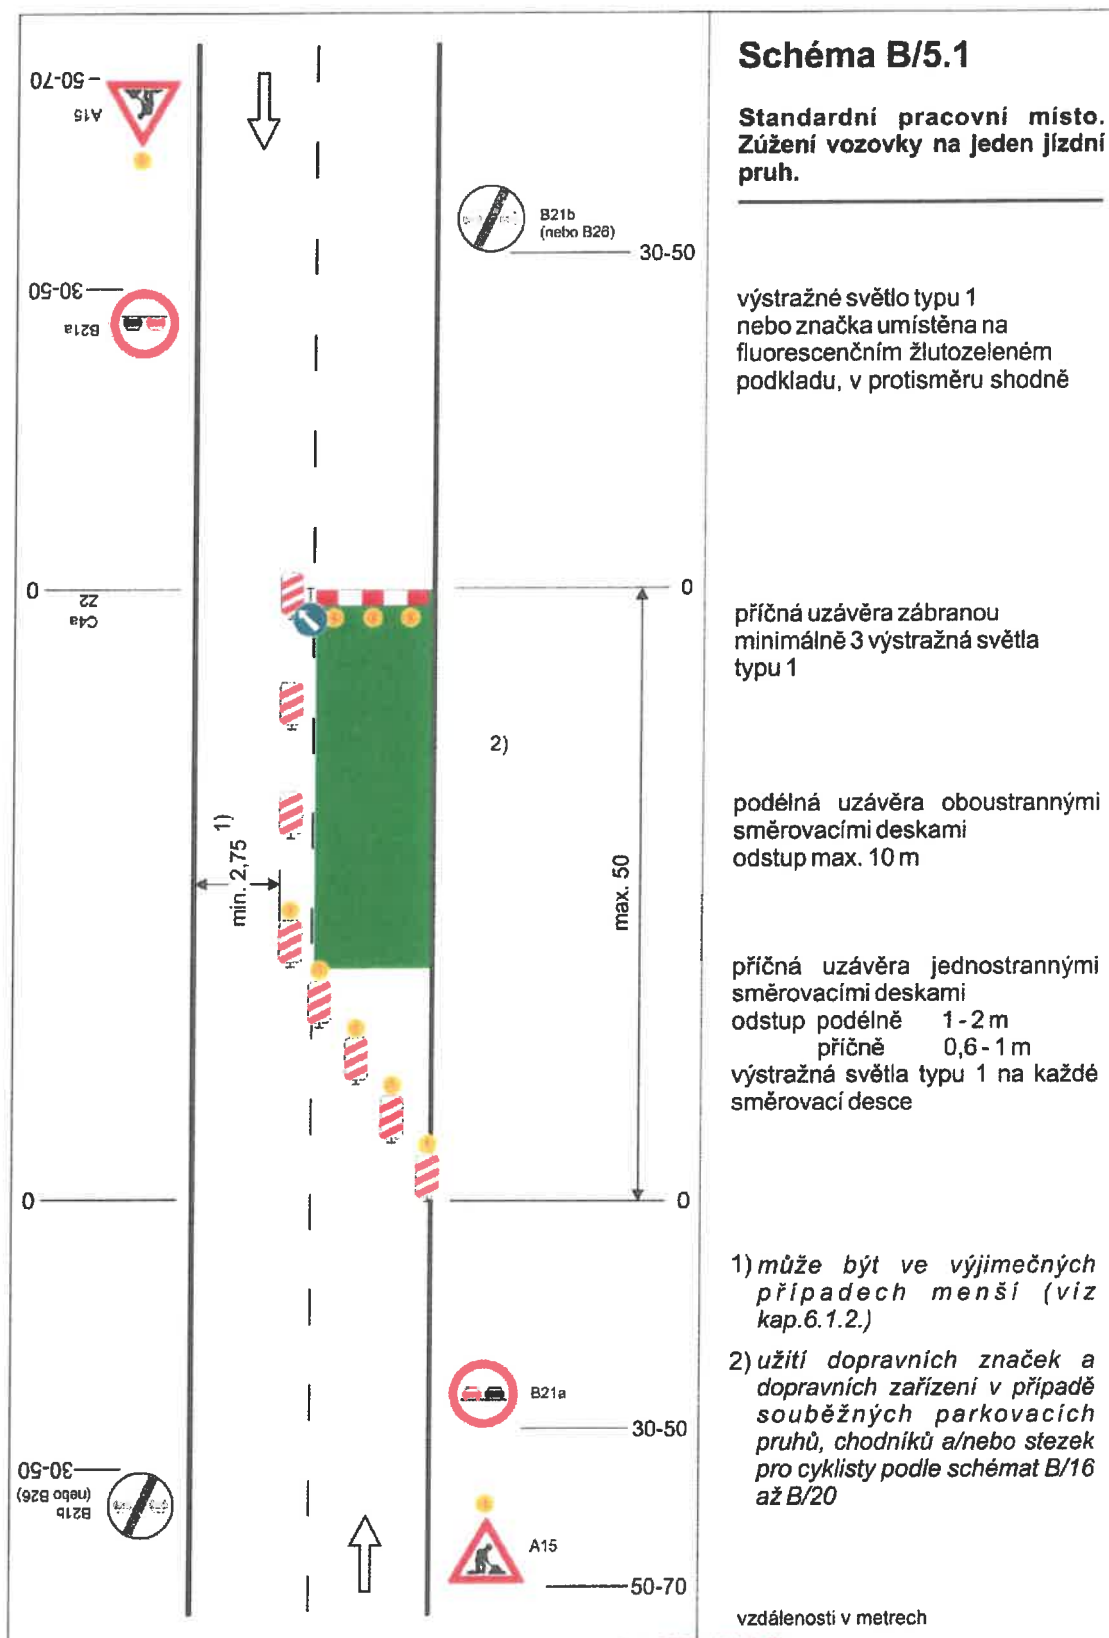 Schéma B/5.1
Standardní pracovní místo.
Zúžení vozovky na jeden jízdní
pruh.
50-70
A15
B21b
(nebo B26)
30-50
30-50
B21a
výstražné světlo typu 1
nebo značka umístěna na
fluorescenčním žlutozeleném
podkladu, v protisměru shodně
0
Z2
C4a
0
příčná uzávěra zábranou
minimálně 3 výstražná světla
typu 1
2)
podélná uzávěra oboustrannými
směrovacími deskami
odstup max. 10 m
min. 2,75 1)
max. 50
příčná uzávěra jednostrannými
směrovacími deskami
odstup podélně 1-2 m
příčně 0,6-1 m
výstražná světla typu 1 na každé
směrovací desce
0
0
1) může být ve výjimečných
případech menší (viz
kap.6.1.2.)
2) užití dopravních značek a
dopravních zařízení v případě
souběžných parkovacích
pruhů, chodníků a/nebo stezek
pro cyklisty podle schémat B/16
až B/20
B21a
30-50
30-50
B21b
(nebo B26)
A15
50-70
vzdálenosti v metrech